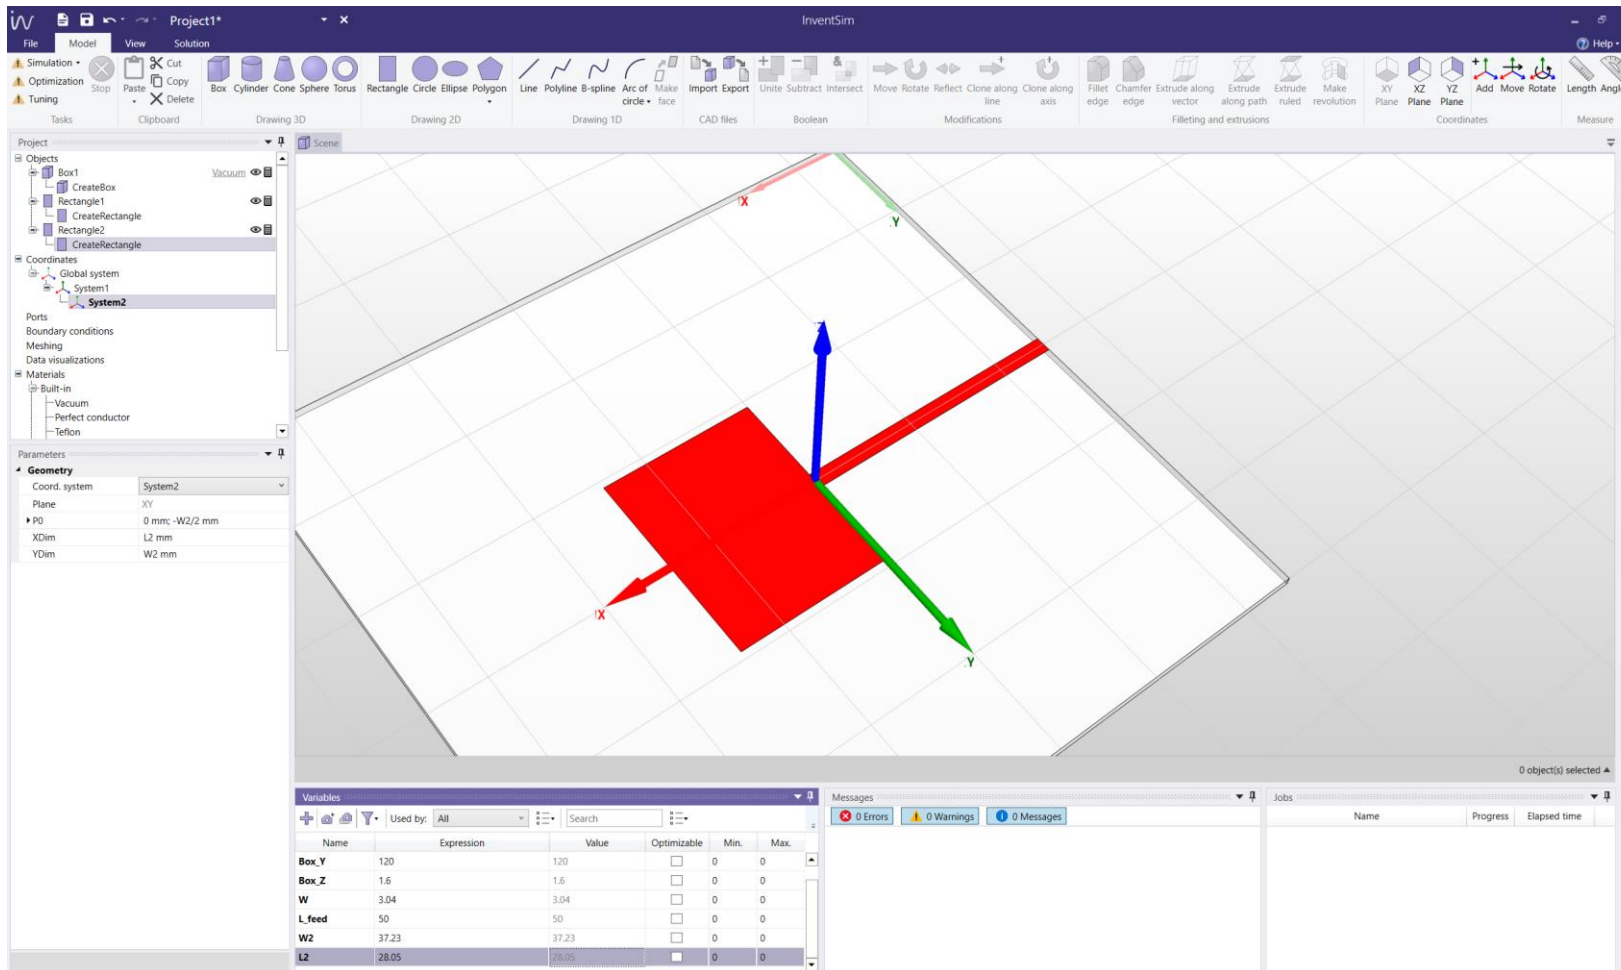 Project1*
InventSim
File Model View Solution
Help
Simulation
Optimization
Tuning
Stop
Paste
Cut
Copy
Delete
Box Cylinder Cone Sphere Torus
Rectangle Circle Ellipse Polygon
Line Polyline B-spline Arc of circle Make face
Import Export
Unite Subtract Intersect
Move Rotate Reflect Clone along line Clone along axis
Fillet edge Chamfer edge Extrude along vector Extrude along path Extrude ruled Make revolution
XY Plane XZ Plane YZ Plane Add Move Rotate
Length
Tasks Clipboard Drawing 3D Drawing 2D Drawing 1D CAD files Boolean Modifications Filleting and extrusions Coordinates Measure
Project
Objects
Box1 Vacuum
CreateBox
Rectangle1
CreateRectangle
Rectangle2
CreateRectangle
Coordinates
Global system
System1
System2
Ports
Boundary conditions
Meshing
Data visualizations
Materials
Built-in
Vacuum
Perfect conductor
Teflon
Parameters
Geometry
Coord. system System2
Plane XY
P0 0 mm; -W2/2 mm
XDim L2 mm
YDim W2 mm
Scene
X
Y
Z
X
Y
0 object(s) selected
Variables
Used by: All Search
Name Expression Value Optimizable Min. Max.
Box_Y 120 120 0 0
Box_Z 1.6 1.6 0 0
W 3.04 3.04 0 0
L_feed 50 50 0 0
W2 37.23 37.23 0 0
L2 28.05 28.05 0 0
Messages
0 Errors 0 Warnings 0 Messages
Jobs
Name Progress Elapsed time